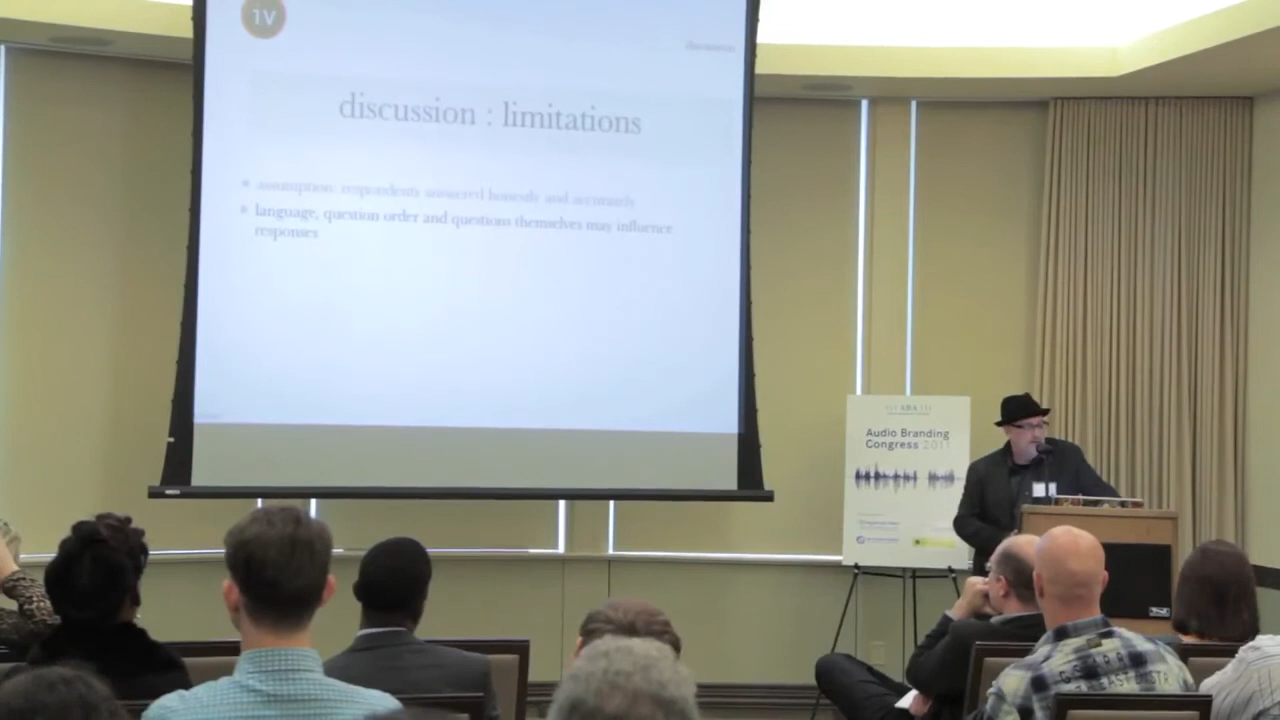 1V
discussion : limitations
assumption: respondents answered honestly and accurately
language, question order and questions themselves may influence
responses
Audio Branding
Congress 2011